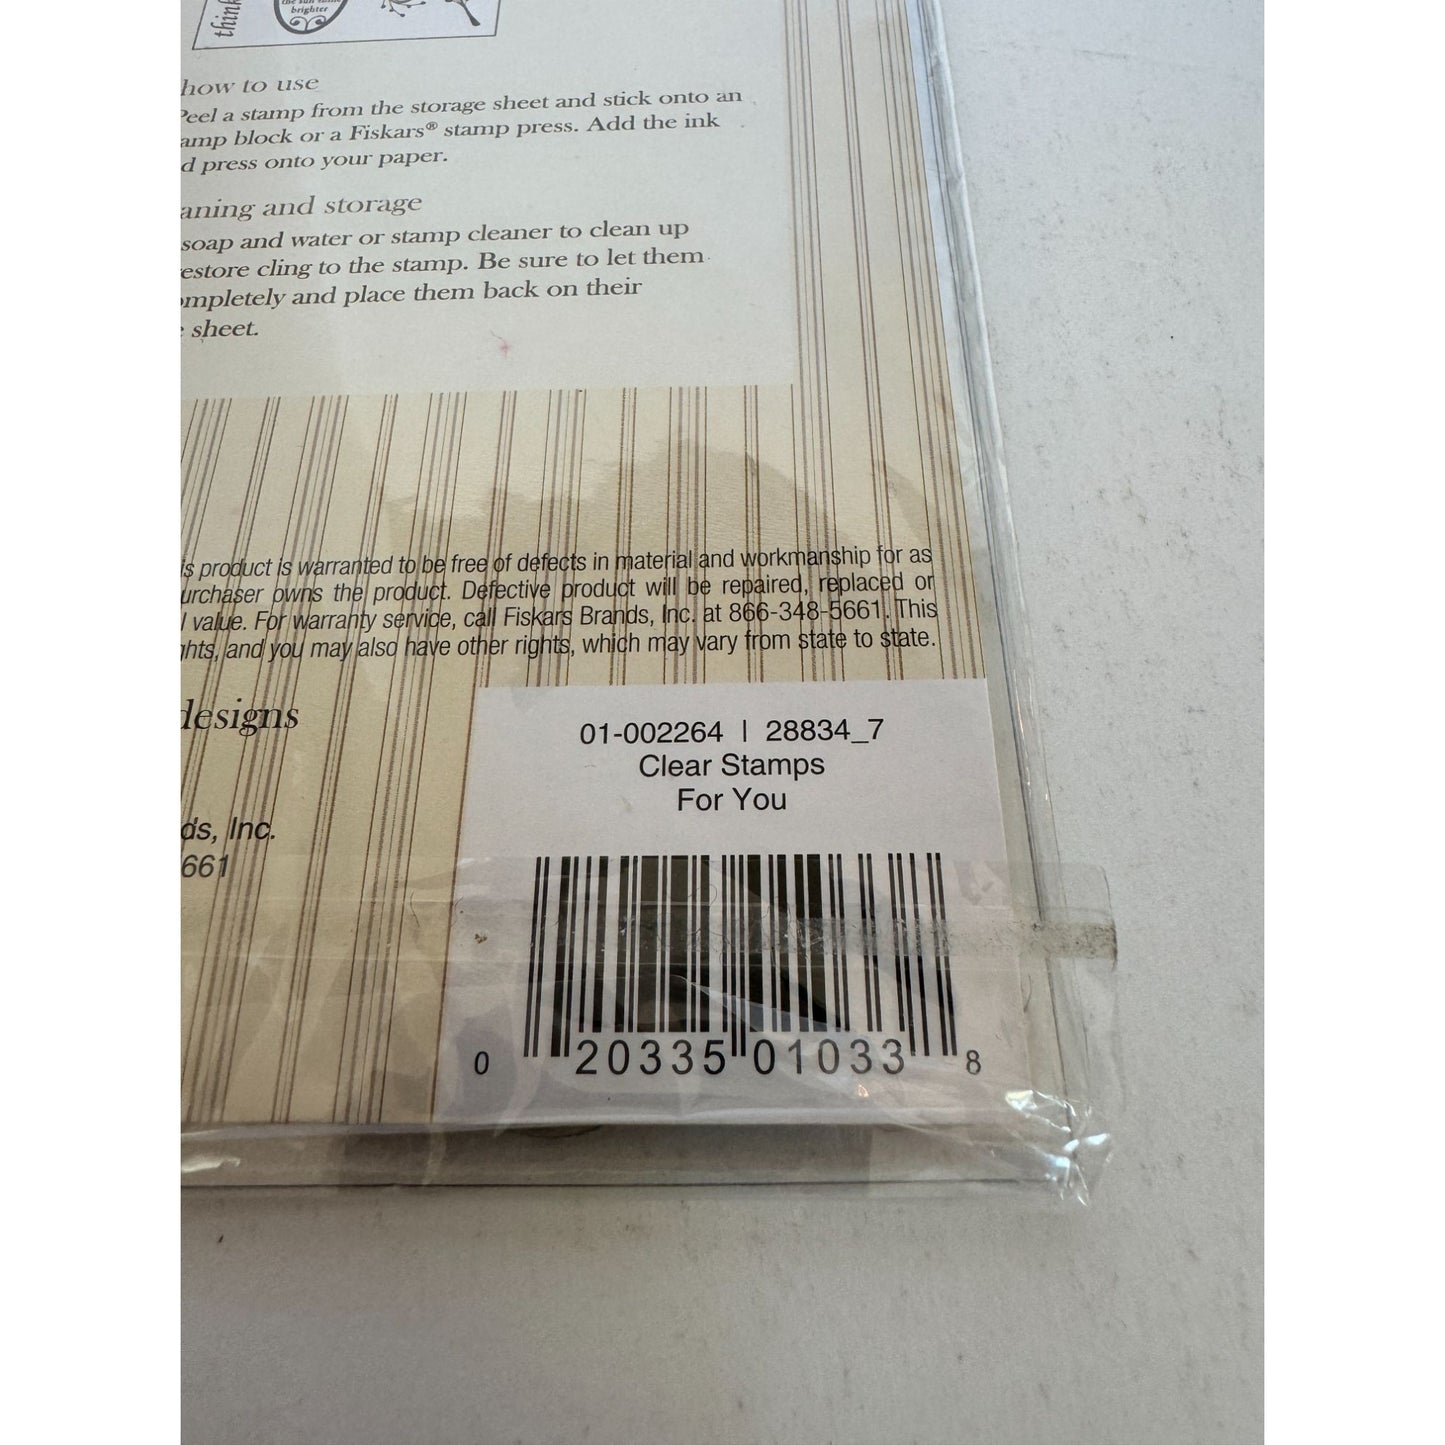 think
the sun shine
brighter
how to use
Peel a stamp from the storage sheet and stick onto an
amp block or a Fiskars® stamp press. Add the ink
d press onto your paper.
aning and storage
soap and water or stamp cleaner to clean up
estore cling to the stamp. Be sure to let them
ompletely and place them back on their
e sheet.
is product is warranted to be free of defects in material and workmanship for as
urchaser owns the product. Defective product will be repaired, replaced or
l value. For warranty service, call Fiskars Brands, Inc. at 866-348-5661. This
ghts, and you may also have other rights, which may vary from state to state.
designs
ds, Inc.
661
01-002264 | 28834_7
Clear Stamps
For You
0 20335 01033 8